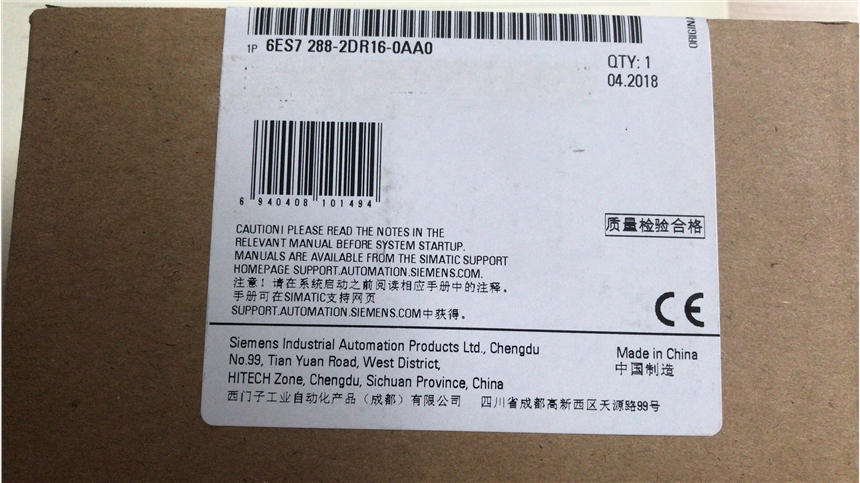 ORIGINA
1P 6ES7 288-2DR16-0AA0
QTY: 1
04.2018
6 940408 101494
质量检验合格
CAUTION! PLEASE READ THE NOTES IN THE
RELEVANT MANUAL BEFORE SYSTEM STARTUP.
MANUALS ARE AVAILABLE FROM THE SIMATIC SUPPORT
HOMEPAGE SUPPORT.AUTOMATION.SIEMENS.COM.
注意！请在系统启动之前阅读相应手册中的注释。
手册可在SIMATIC支持网页
SUPPORT.AUTOMATION.SIEMENS.COM中获得。
CE
Siemens Industrial Automation Products Ltd., Chengdu
No.99, Tian Yuan Road, West District,
HITECH Zone, Chengdu, Sichuan Province, China
西门子工业自动化产品（成都）有限公司 四川省成都高新西区天源路99号
Made in China
中国制造